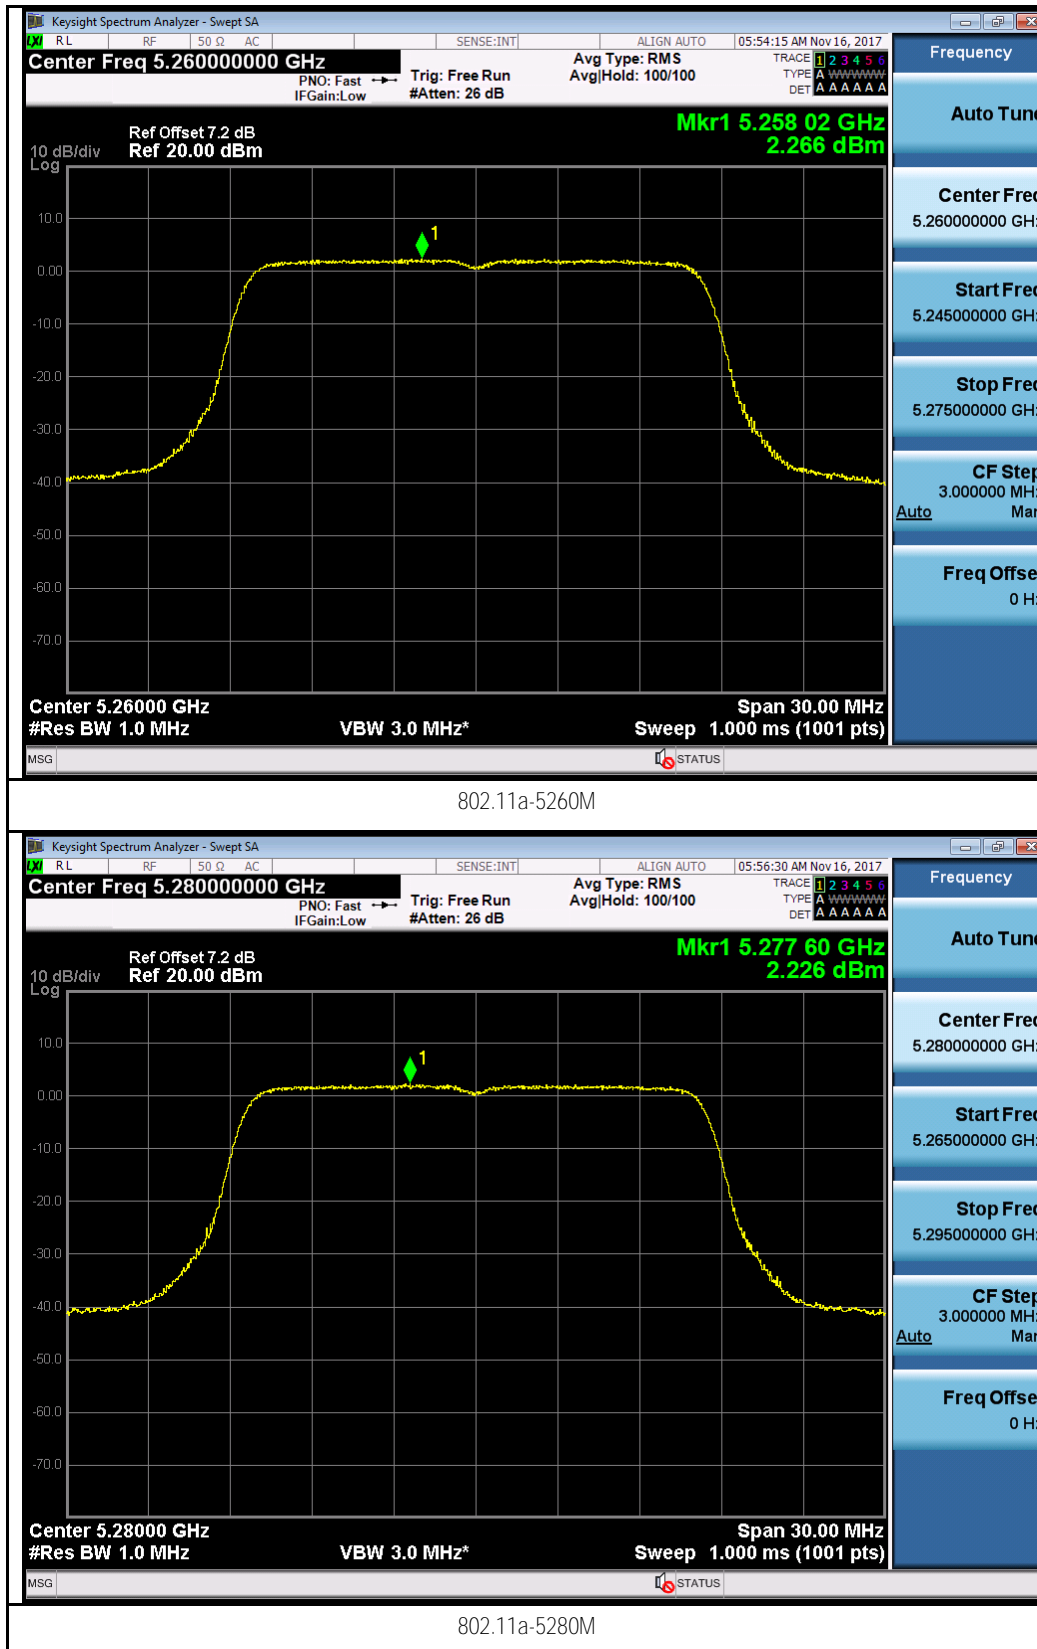 Keysight Spectrum Analyzer - Swept SA
LXI RL RF 50 Ω AC SENSE:INT ALIGN AUTO 05:54:15 AM Nov 16, 2017
Center Freq 5.260000000 GHz
PNO: Fast
IFGain:Low
Trig: Free Run
#Atten: 26 dB
Avg Type: RMS
Avg|Hold: 100/100
TRACE 1 2 3 4 5 6
TYPE A WWWWW
DET A A A A A A
Mkr1 5.258 02 GHz
2.266 dBm
Ref Offset 7.2 dB
10 dB/div Ref 20.00 dBm
Log
1
10.0
0.00
-10.0
-20.0
-30.0
-40.0
-50.0
-60.0
-70.0
Center 5.26000 GHz Span 30.00 MHz
#Res BW 1.0 MHz VBW 3.0 MHz* Sweep 1.000 ms (1001 pts)
MSG STATUS
Frequency
Auto Tune
Center Freq
5.260000000 GHz
Start Freq
5.245000000 GHz
Stop Freq
5.275000000 GHz
CF Step
3.000000 MHz
Auto Man
Freq Offset
0 Hz
802.11a-5260M
Keysight Spectrum Analyzer - Swept SA
LXI RL RF 50 Ω AC SENSE:INT ALIGN AUTO 05:56:30 AM Nov 16, 2017
Center Freq 5.280000000 GHz
PNO: Fast
IFGain:Low
Trig: Free Run
#Atten: 26 dB
Avg Type: RMS
Avg|Hold: 100/100
TRACE 1 2 3 4 5 6
TYPE A WWWWW
DET A A A A A A
Mkr1 5.277 60 GHz
2.226 dBm
Ref Offset 7.2 dB
10 dB/div Ref 20.00 dBm
Log
1
10.0
0.00
-10.0
-20.0
-30.0
-40.0
-50.0
-60.0
-70.0
Center 5.28000 GHz Span 30.00 MHz
#Res BW 1.0 MHz VBW 3.0 MHz* Sweep 1.000 ms (1001 pts)
MSG STATUS
Frequency
Auto Tune
Center Freq
5.280000000 GHz
Start Freq
5.265000000 GHz
Stop Freq
5.295000000 GHz
CF Step
3.000000 MHz
Auto Man
Freq Offset
0 Hz
802.11a-5280M